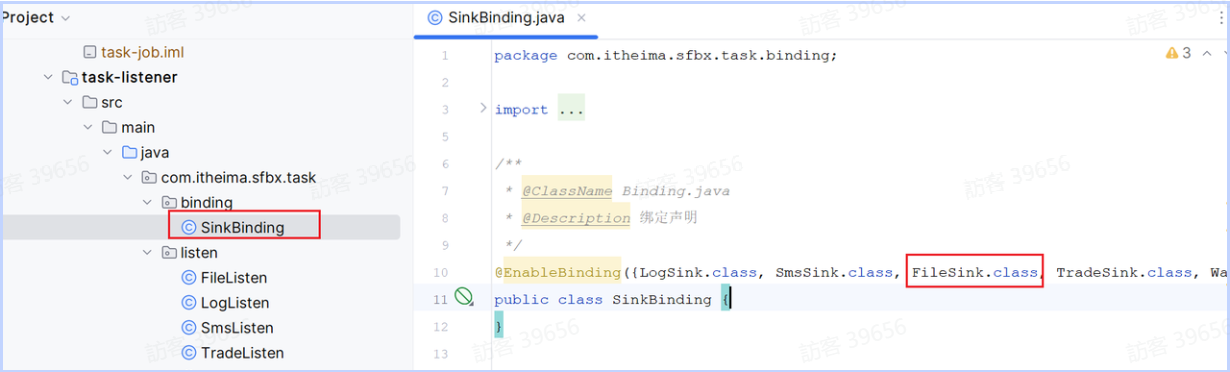 Project
task-job.iml
task-listener
src
main
java
com.itheima.sfbx.task
binding
SinkBinding
listen
FileListen
LogListen
SmsListen
TradeListen
SinkBinding.java
3
1 package com.itheima.sfbx.task.binding;
2
3 import ...
5
6 /**
7 * @ClassName Binding.java
8 * @Description 绑定声明
9 */
10 @EnableBinding({LogSink.class, SmsSink.class, FileSink.class, TradeSink.class, Wa
11 public class SinkBinding {
12 }
13
訪客 39656